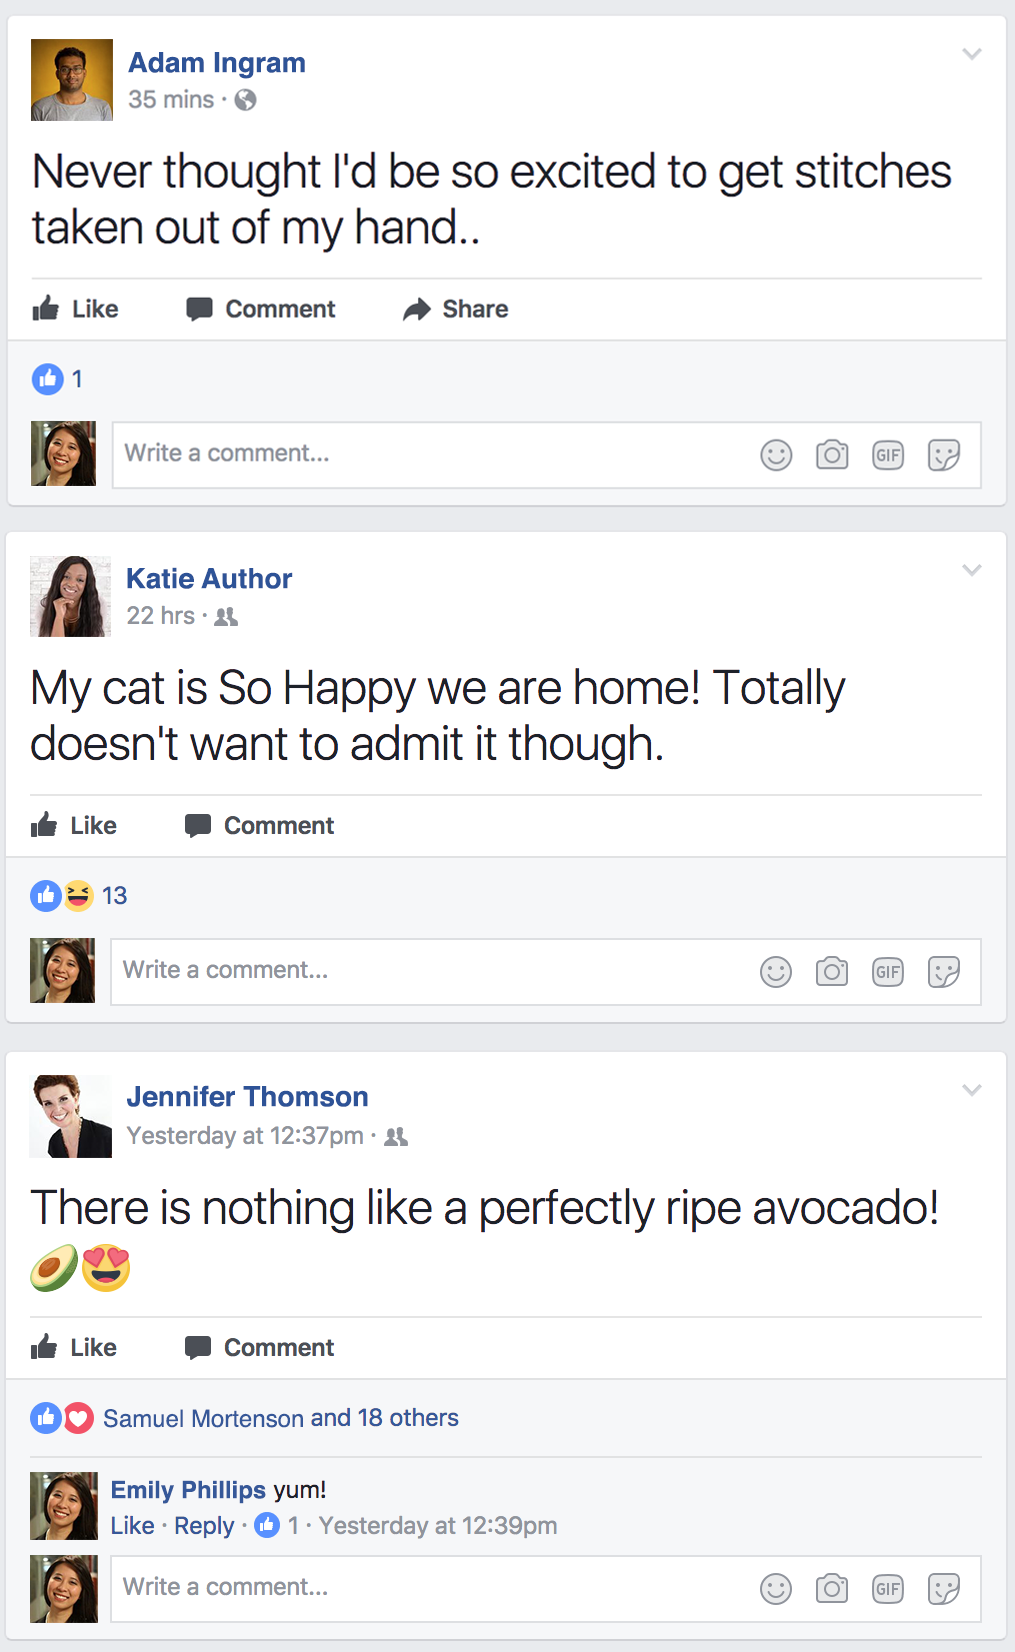 Adam Ingram
35 mins ·
Never thought I'd be so excited to get stitches
taken out of my hand..
Like Comment Share
1
Write a comment... GIF
Katie Author
22 hrs ·
My cat is So Happy we are home! Totally
doesn't want to admit it though.
Like Comment
13
Write a comment... GIF
Jennifer Thomson
Yesterday at 12:37pm ·
There is nothing like a perfectly ripe avocado!
🥑😍
Like Comment
Samuel Mortenson and 18 others
Emily Phillips yum!
Like · Reply · 1 · Yesterday at 12:39pm
Write a comment... GIF